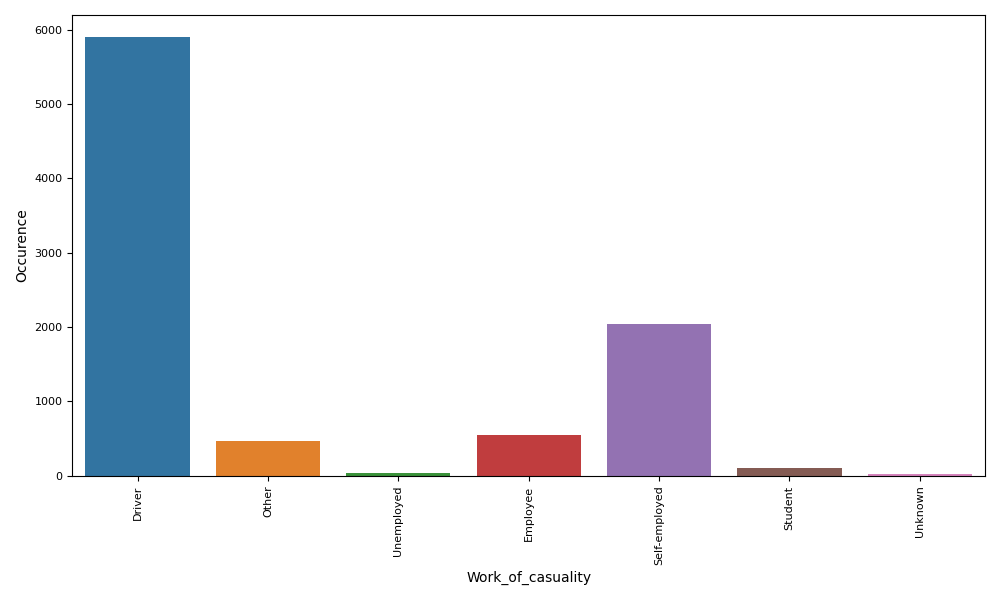 6000
5000
4000
3000
2000
1000
0
Occurence
Driver
Other
Unemployed
Employee
Self-employed
Student
Unknown
Work_of_casuality